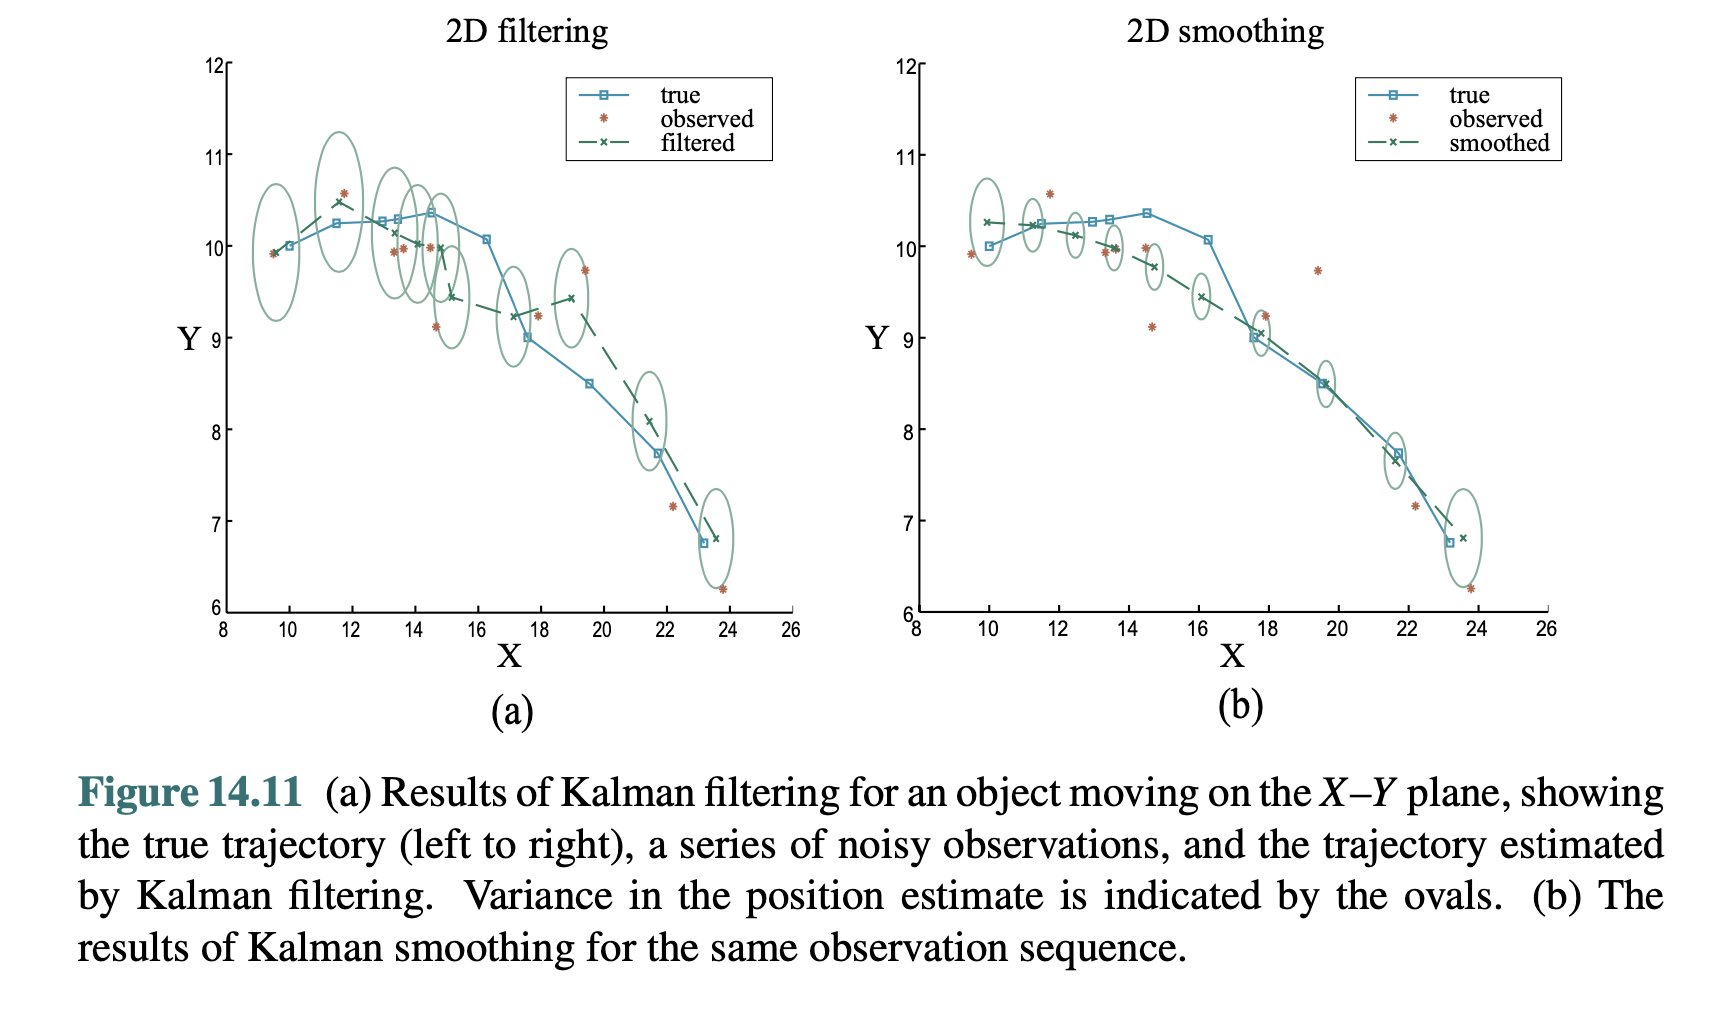 2D filtering
12
11
10
9
8
7
6
Y
true
observed
filtered
8 10 12 14 16 18 20 22 24 26
X
(a)
2D smoothing
12
11
10
9
8
7
6
Y
true
observed
smoothed
8 10 12 14 16 18 20 22 24 26
X
(b)
Figure 14.11 (a) Results of Kalman filtering for an object moving on the X–Y plane, showing
the true trajectory (left to right), a series of noisy observations, and the trajectory estimated
by Kalman filtering. Variance in the position estimate is indicated by the ovals. (b) The
results of Kalman smoothing for the same observation sequence.